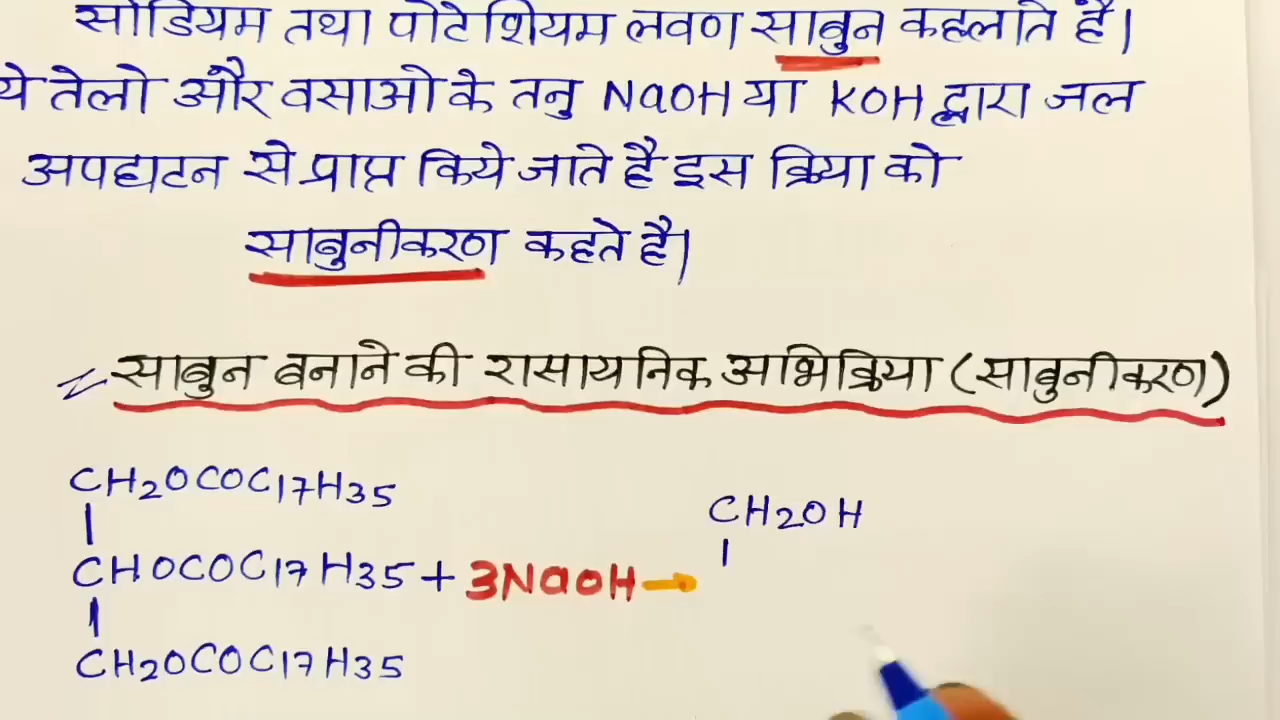 सोडियम तथा पोटेशियम लवण साबुन कहलाते है।
ये तेलो और वसाओ के तनु NaOH या KOH द्वारा जल
अपघटन से प्राप्त किये जाते है इस क्रिया को
साबुनीकरण कहते है।
साबुन बनाने की रासायनिक अभिक्रिया (साबुनीकरण)
CH2OCOC17H35
|
CHOCOC17H35 + 3NaOH →
|
CH2OCOC17H35
CH2OH
|